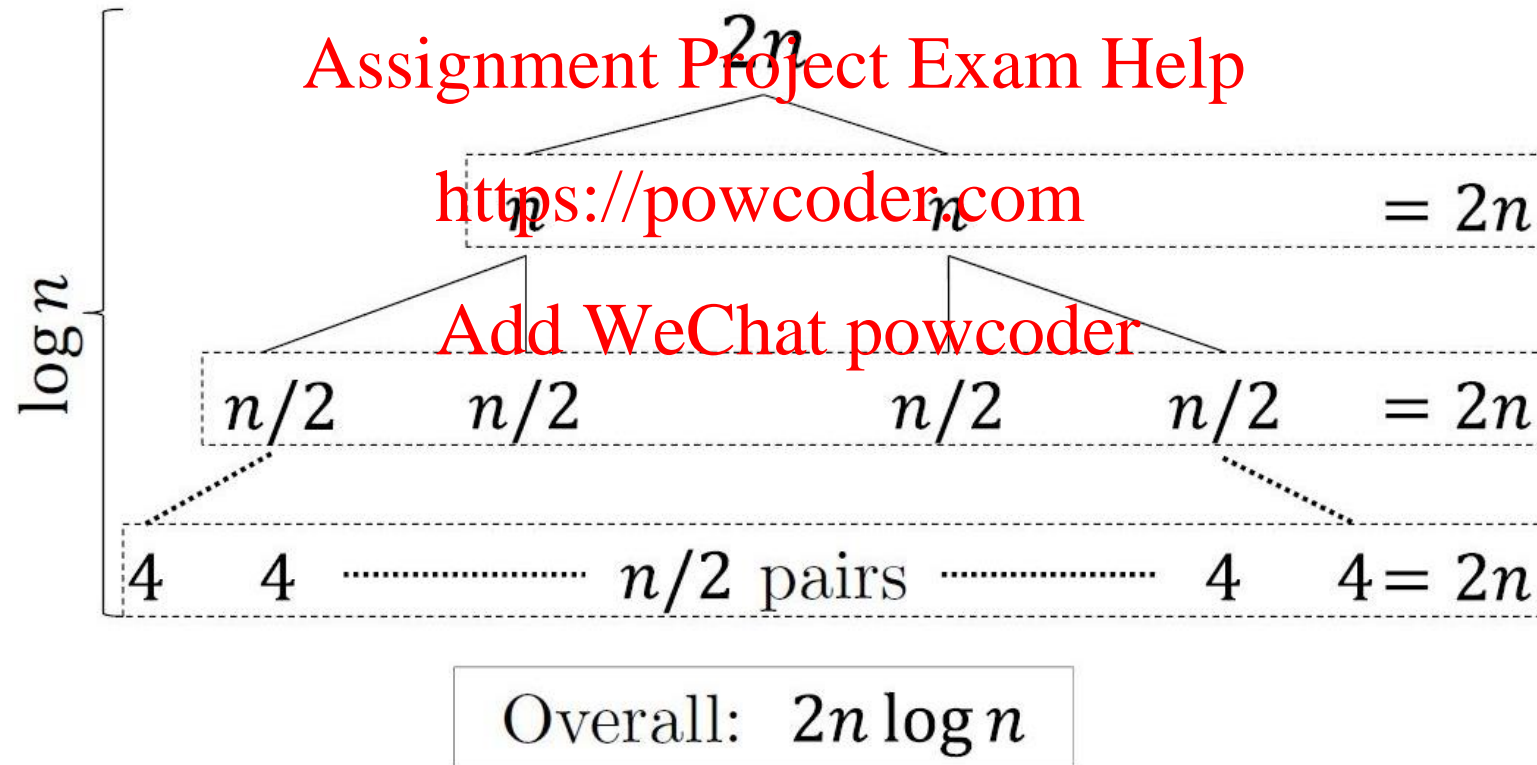 2n
Assignment Project Exam Help
https://powcoder.com
n n = 2n
Add WeChat powcoder
log n
n/2 n/2 n/2 n/2 = 2n
4 4 n/2 pairs 4 4 = 2n
Overall: 2n log n